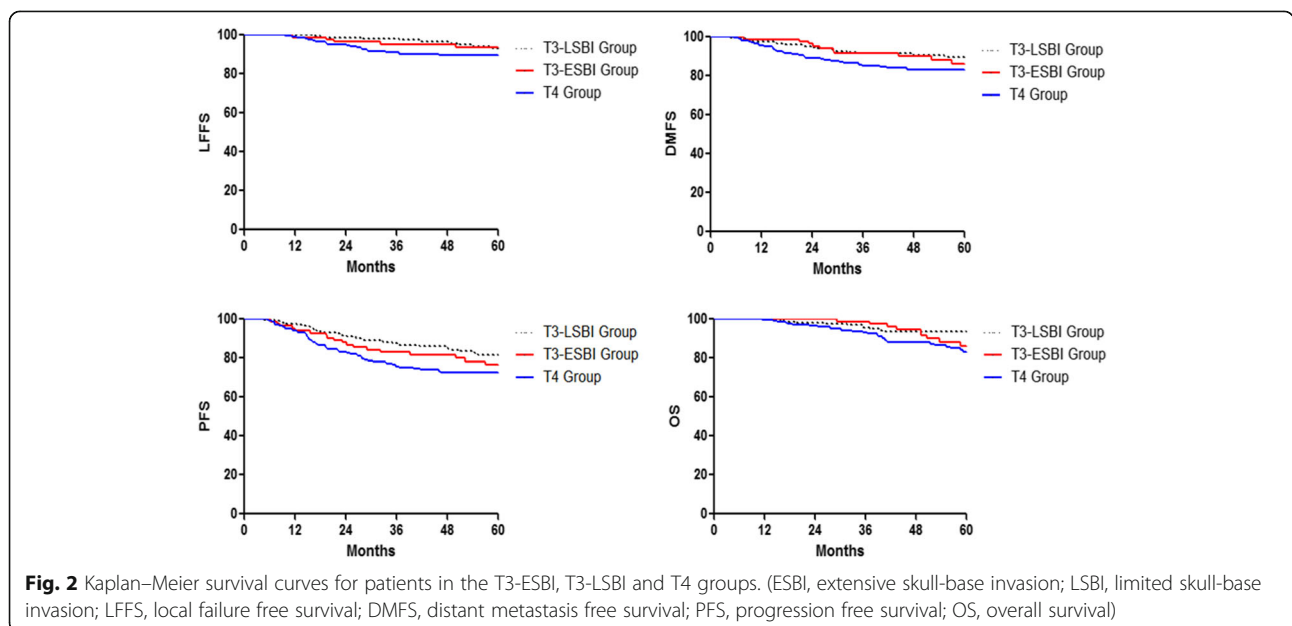 T3-LSBI Group
T3-ESBI Group
T4 Group
LFFS
100
80
60
40
20
0
0 12 24 36 48 60
Months
T3-LSBI Group
T3-ESBI Group
T4 Group
DMFS
100
80
60
40
20
0
0 12 24 36 48 60
Months
T3-LSBI Group
T3-ESBI Group
T4 Group
PFS
100
80
60
40
20
0
0 12 24 36 48 60
Months
T3-LSBI Group
T3-ESBI Group
T4 Group
OS
100
80
60
40
20
0
0 12 24 36 48 60
Months
Fig. 2 Kaplan–Meier survival curves for patients in the T3-ESBI, T3-LSBI and T4 groups. (ESBI, extensive skull-base invasion; LSBI, limited skull-base
invasion; LFFS, local failure free survival; DMFS, distant metastasis free survival; PFS, progression free survival; OS, overall survival)